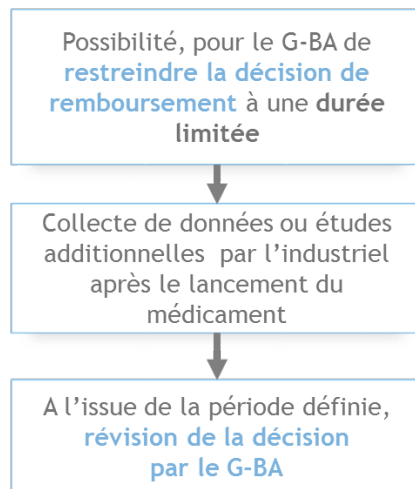 Possibilité, pour le G-BA de
restreindre la décision de
remboursement à une durée
limitée
Collecte de données ou études
additionnelles par l'industriel
après le lancement du
médicament
A l'issue de la période définie,
révision de la décision
par le G-BA